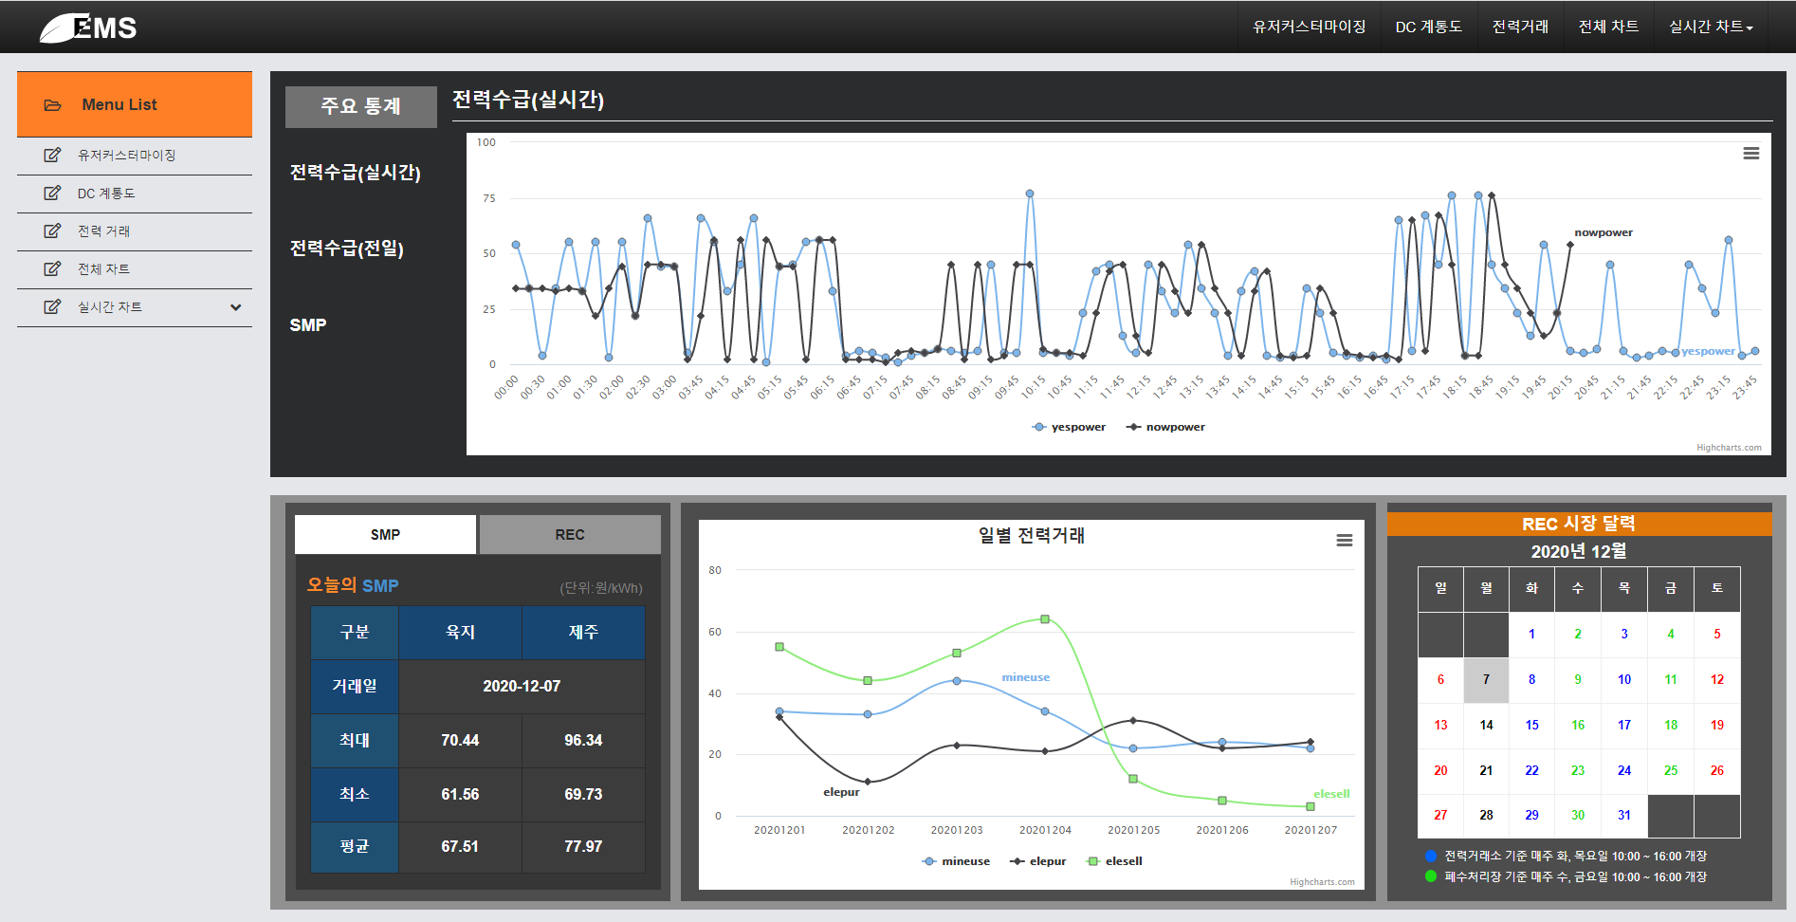 EMS
유저커스터마이징 DC 계통도 전력거래 전체 차트 실시간 차트
Menu List
유저커스터마이징
DC 계통도
전력 거래
전체 차트
실시간 차트
주요 통계
전력수급(실시간)
전력수급(전일)
SMP
전력수급(실시간)
100
75
50
25
0
nowpower
yespower
00:00 00:30 01:00 01:30 02:00 02:30 03:00 03:45 04:15 04:45 05:15 05:45 06:15 06:45 07:15 07:45 08:15 08:45 09:15 09:45 10:15 10:45 11:15 11:45 12:15 12:45 13:15 13:45 14:15 14:45 15:15 15:45 16:15 16:45 17:15 17:45 18:15 18:45 19:15 19:45 20:15 20:45 21:15 21:45 22:15 22:45 23:15 23:45
yespower nowpower
Highcharts.com
SMP REC
오늘의 SMP (단위:원/kWh)
구분 육지 제주
거래일 2020-12-07
최대 70.44 96.34
최소 61.56 69.73
평균 67.51 77.97
일별 전력거래
80
60
40
20
0
mineuse
elepur
elesell
20201201 20201202 20201203 20201204 20201205 20201206 20201207
mineuse elepur elesell
Highcharts.com
REC 시장 달력
2020년 12월
일 월 화 수 목 금 토
1 2 3 4 5
6 7 8 9 10 11 12
13 14 15 16 17 18 19
20 21 22 23 24 25 26
27 28 29 30 31
전력거래소 기준 매주 화, 목요일 10:00 ~ 16:00 개장
폐수처리장 기준 매주 수, 금요일 10:00 ~ 16:00 개장